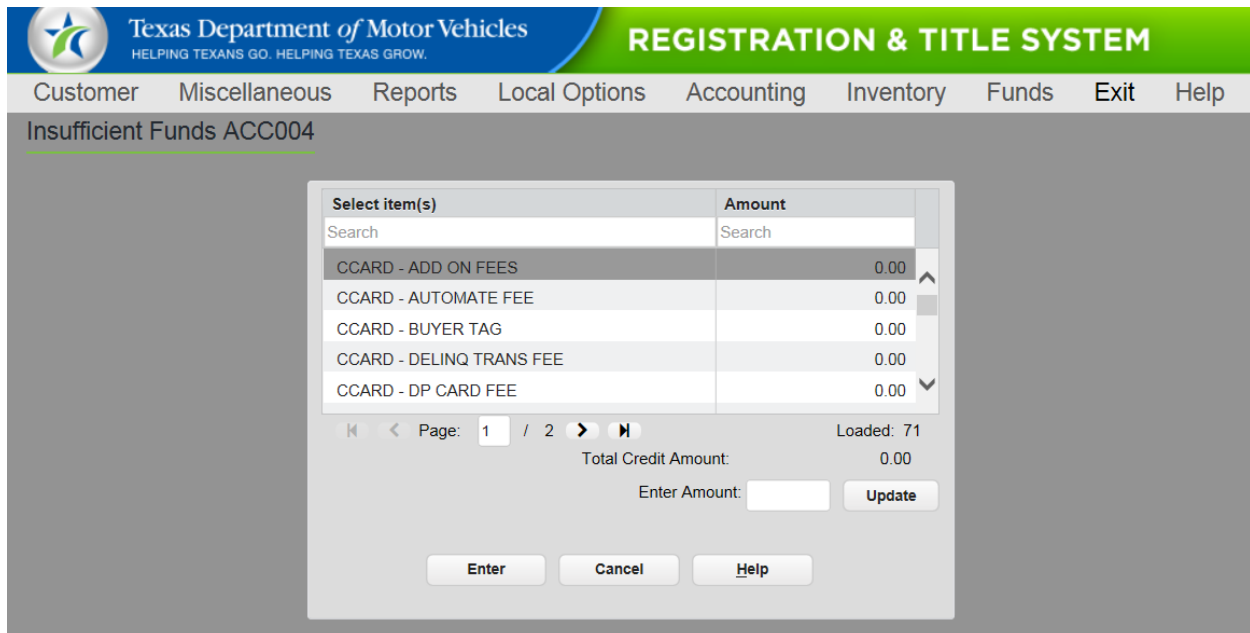 Texas Department of Motor Vehicles
HELPING TEXANS GO. HELPING TEXAS GROW.
REGISTRATION & TITLE SYSTEM
Customer Miscellaneous Reports Local Options Accounting Inventory Funds Exit Help
Insufficient Funds ACC004
Select item(s) Amount
Search Search
CCARD - ADD ON FEES 0.00
CCARD - AUTOMATE FEE 0.00
CCARD - BUYER TAG 0.00
CCARD - DELINQ TRANS FEE 0.00
CCARD - DP CARD FEE 0.00
Page: 1 / 2 Loaded: 71
Total Credit Amount: 0.00
Enter Amount: Update
Enter Cancel Help